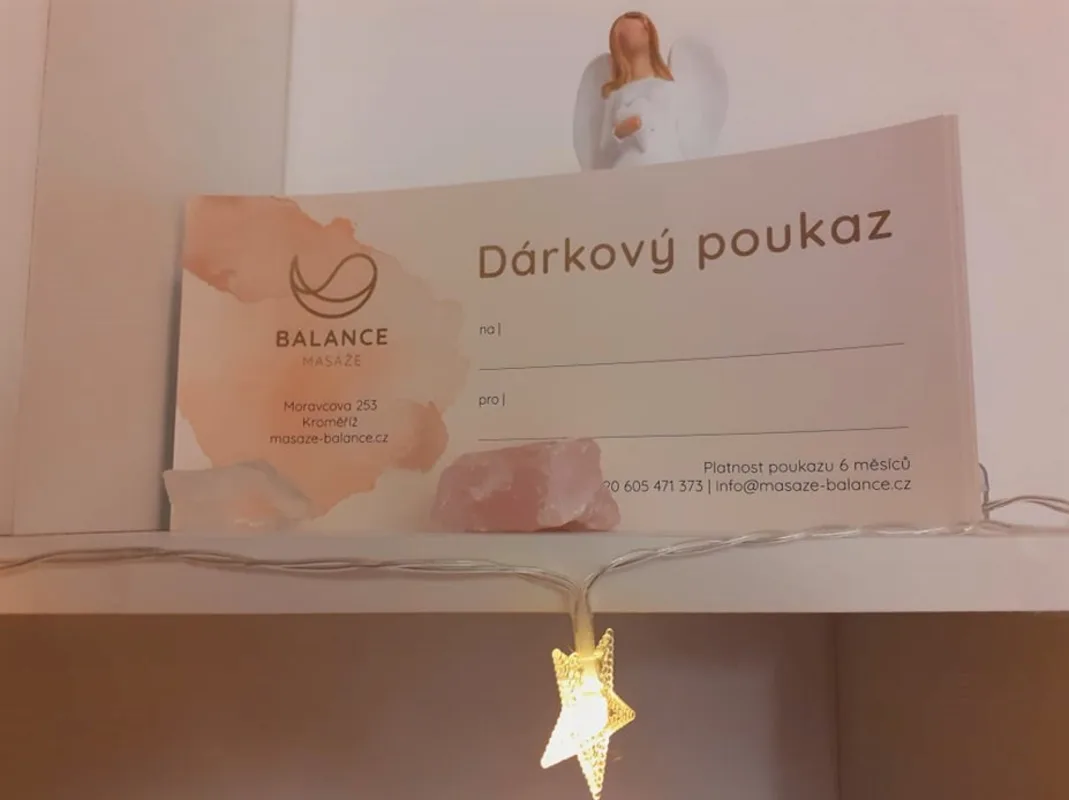 Dárkový poukaz
BALANCE
MASÁŽE
Moravcova 253
Kroměříž
masaze-balance.cz
na |
pro |
Platnost poukazu 6 měsíců
20 605 471 373 | info@masaze-balance.cz